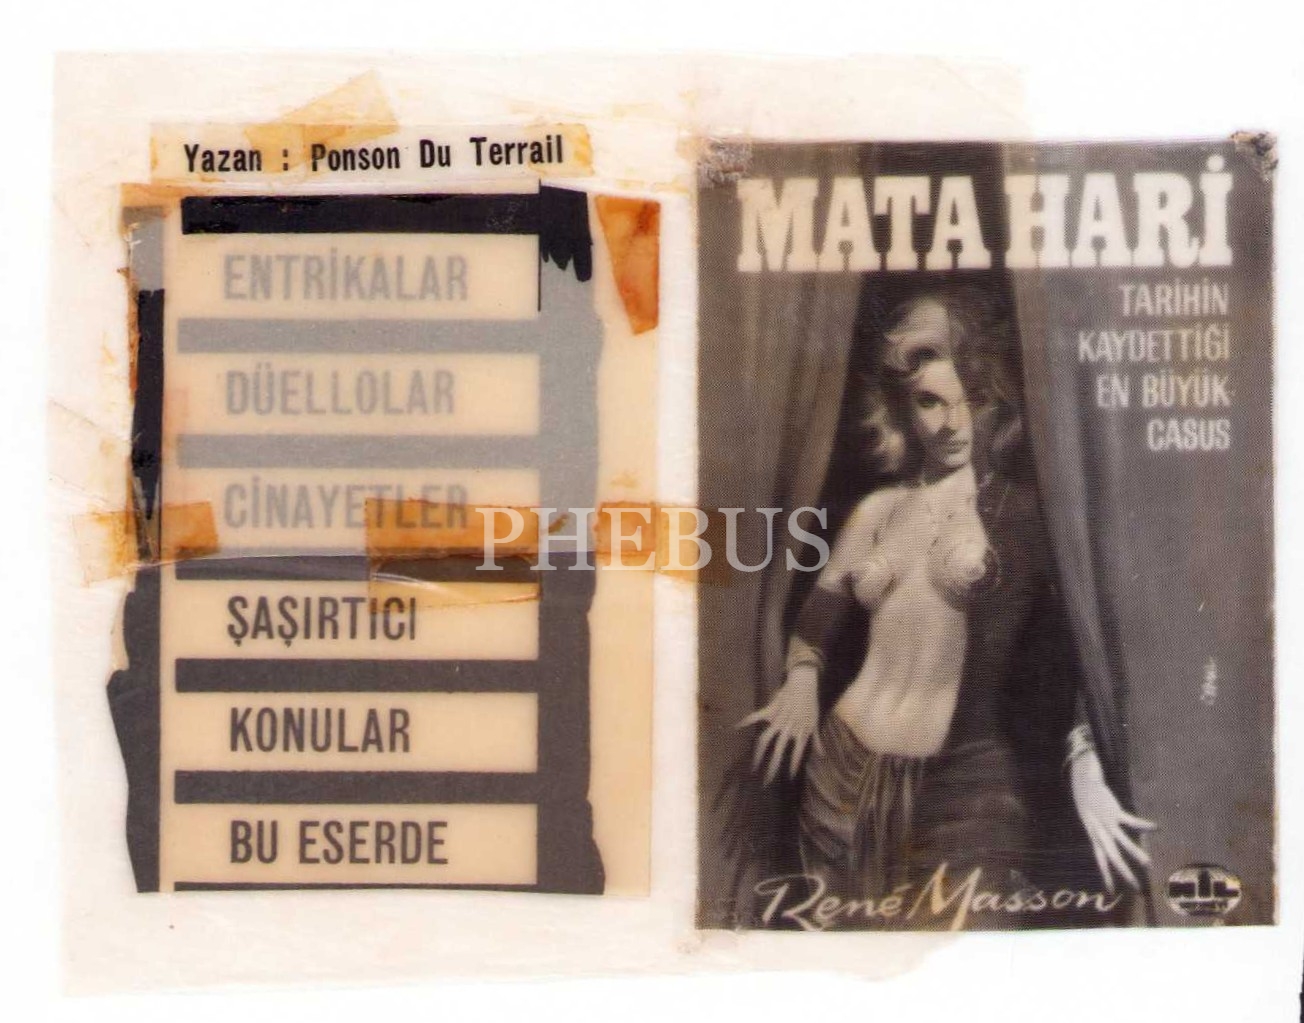 Yazan : Ponson Du Terrail
ENTRİKALAR
DÜELLOLAR
CİNAYETLER
ŞAŞIRTICI
KONULAR
BU ESERDE
MATA HARİ
TARİHİN
KAYDETTİĞİ
EN BÜYÜK
CASUS
René Masson
PHEBUS